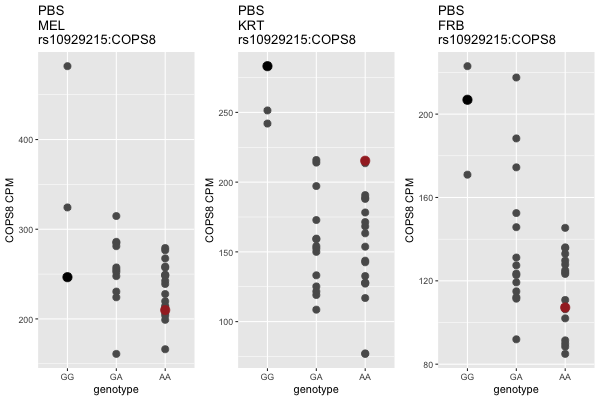 PBS
MEL
rs10929215:COPS8
COPS8 CPM
400
300
200
GG
GA
AA
genotype
PBS
KRT
rs10929215:COPS8
COPS8 CPM
250
200
150
100
GG
GA
AA
genotype
PBS
FRB
rs10929215:COPS8
COPS8 CPM
200
160
120
80
GG
GA
AA
genotype